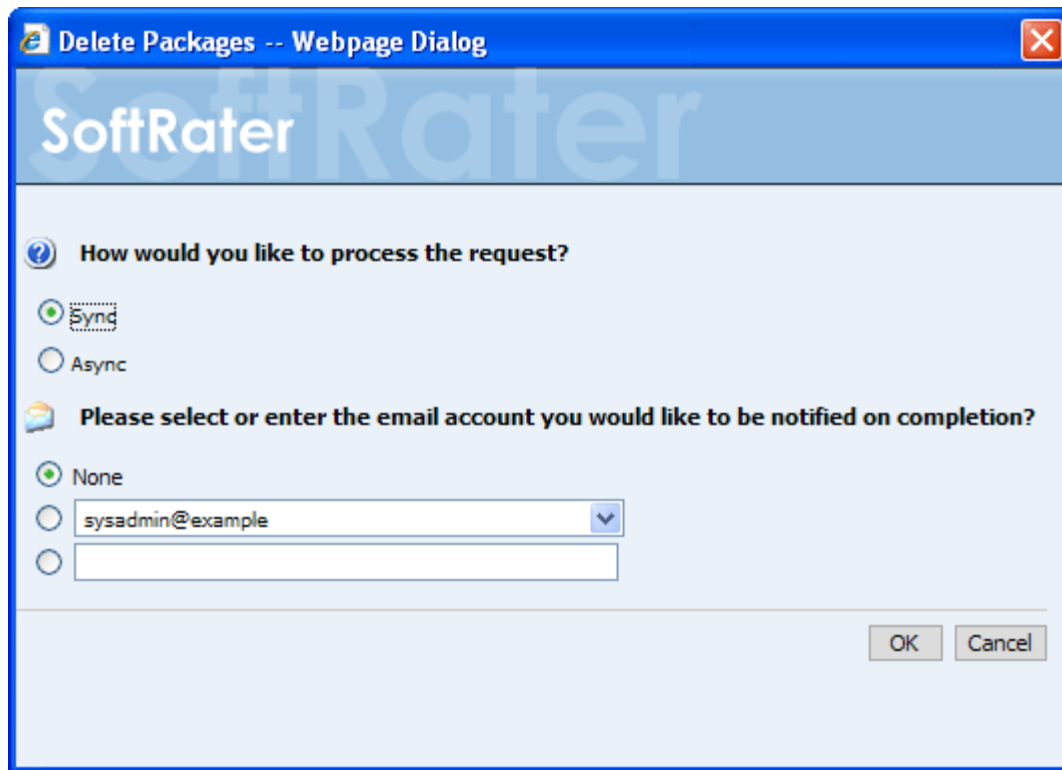 Delete Packages -- Webpage Dialog
SoftRater
SoftRater
How would you like to process the request?
Sync
Async
Please select or enter the email account you would like to be notified on completion?
None
sysadmin@example
OK Cancel